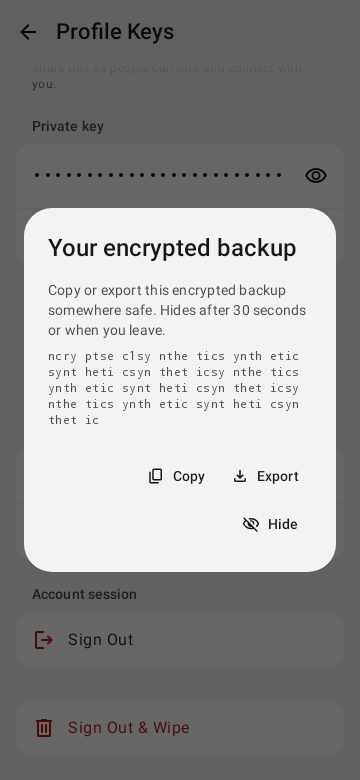 Profile Keys
Share this so people can find and connect with
you.
Private key
Your encrypted backup
Copy or export this encrypted backup
somewhere safe. Hides after 30 seconds
or when you leave.
ncry ptse c1sy nthe tics ynth etic
synt heti csyn thet icsy nthe tics
ynth etic synt heti csyn thet icsy
nthe tics ynth etic synt heti csyn
thet ic
Copy
Export
Hide
Account session
Sign Out
Sign Out & Wipe